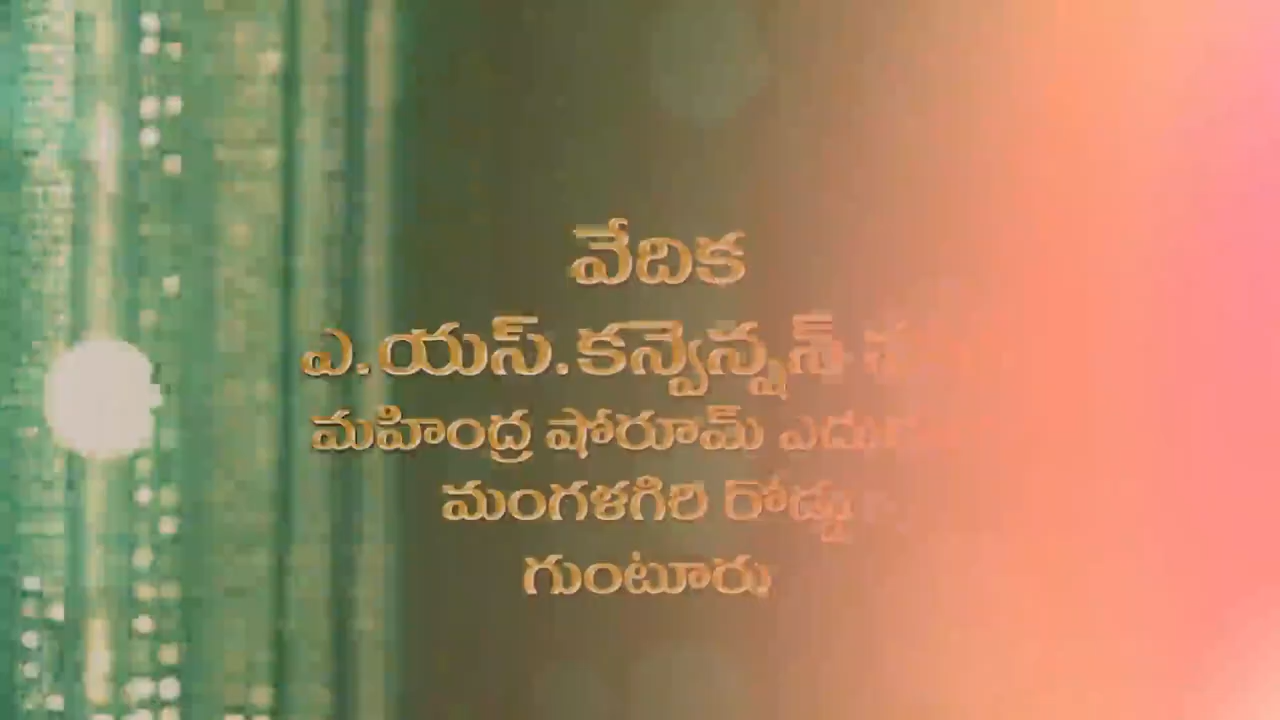 వేదిక
ఎ.యస్.కన్వెన్షన్
మహీంద్ర షోరూమ్
మంగళగిరి రోడ్డు
గుంటూరు